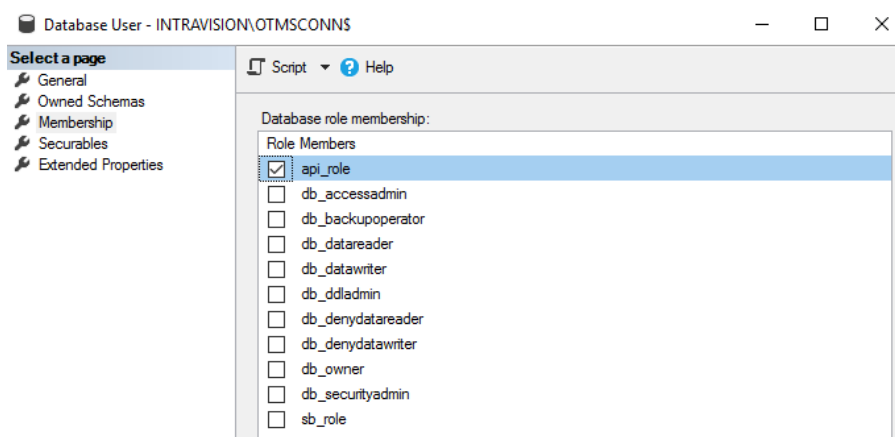 Database User - INTRAVISION\OTMSCONN$
Select a page
General
Owned Schemas
Membership
Securables
Extended Properties
Script
Help
Database role membership:
Role Members
api_role
db_accessadmin
db_backupoperator
db_datareader
db_datawriter
db_ddladmin
db_denydatareader
db_denydatawriter
db_owner
db_securityadmin
sb_role